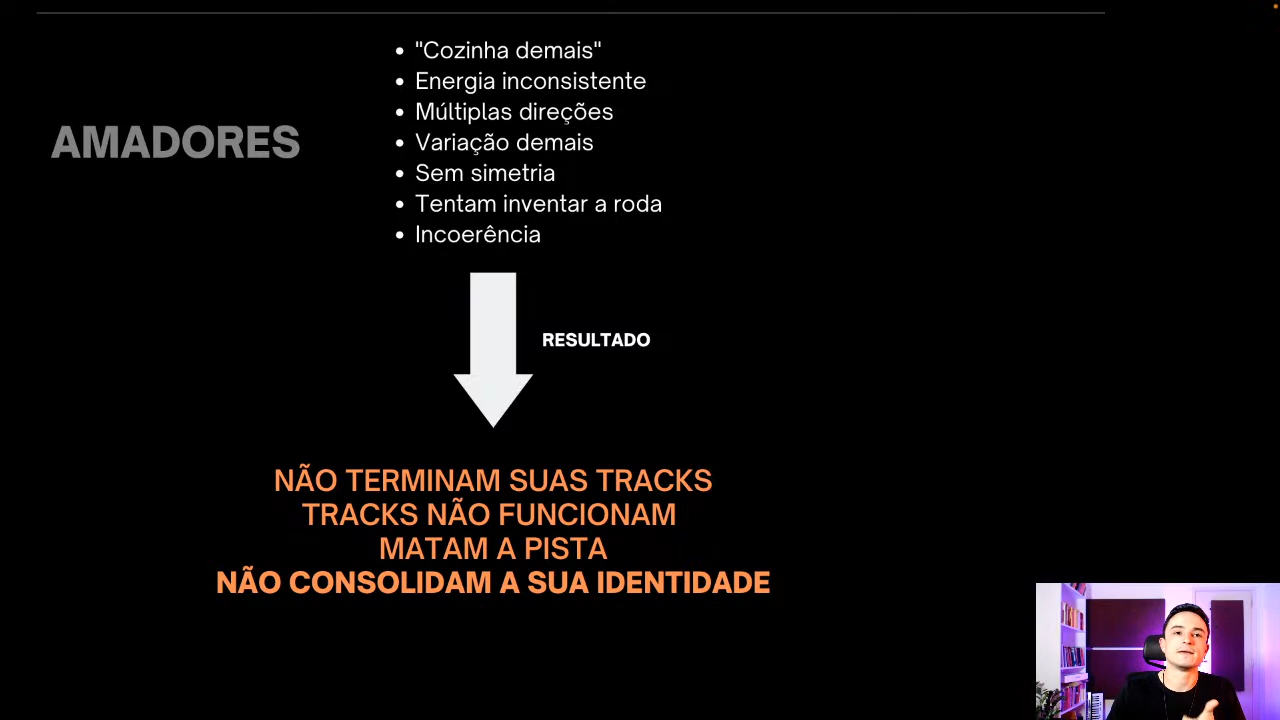 AMADORES
"Cozinha demais"
Energia inconsistente
Múltiplas direções
Variação demais
Sem simetria
Tentam inventar a roda
Incoerência
RESULTADO
NÃO TERMINAM SUAS TRACKS
TRACKS NÃO FUNCIONAM
MATAM A PISTA
NÃO CONSOLIDAM A SUA IDENTIDADE